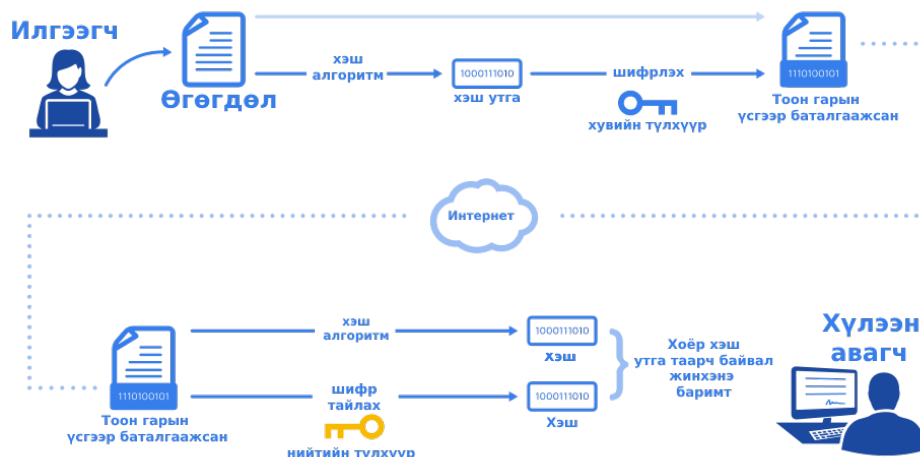 Илгээгч
Өгөгдөл
хэш
алгоритм
1000111010
хэш утга
шифрлэх
хувийн түлхүүр
1110100101
Тоон гарын
үсгээр баталгаажсан
Интернет
1110100101
Тоон гарын
үсгээр баталгаажсан
хэш
алгоритм
1000111010
хэш
шифр
тайлах
нийтийн түлхүүр
1000111010
Хэш
Хоёр хэш
утга таарч байвал
жинхэнэ
баримт
Хүлээн
авагч